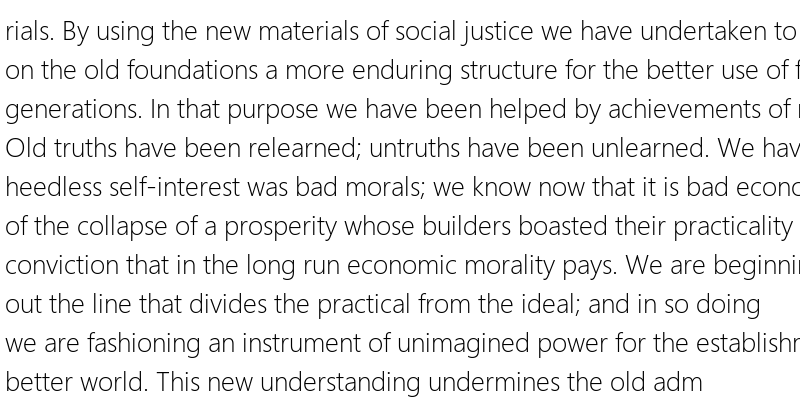 rials. By using the new materials of social justice we have undertaken to
on the old foundations a more enduring structure for the better use of
generations. In that purpose we have been helped by achievements of
Old truths have been relearned; untruths have been unlearned. We
heedless self-interest was bad morals; we know now that it is bad
of the collapse of a prosperity whose builders boasted their practicality
conviction that in the long run economic morality pays. We are
out the line that divides the practical from the ideal; and in so doing
we are fashioning an instrument of unimagined power for the
better world. This new understanding undermines the old adm